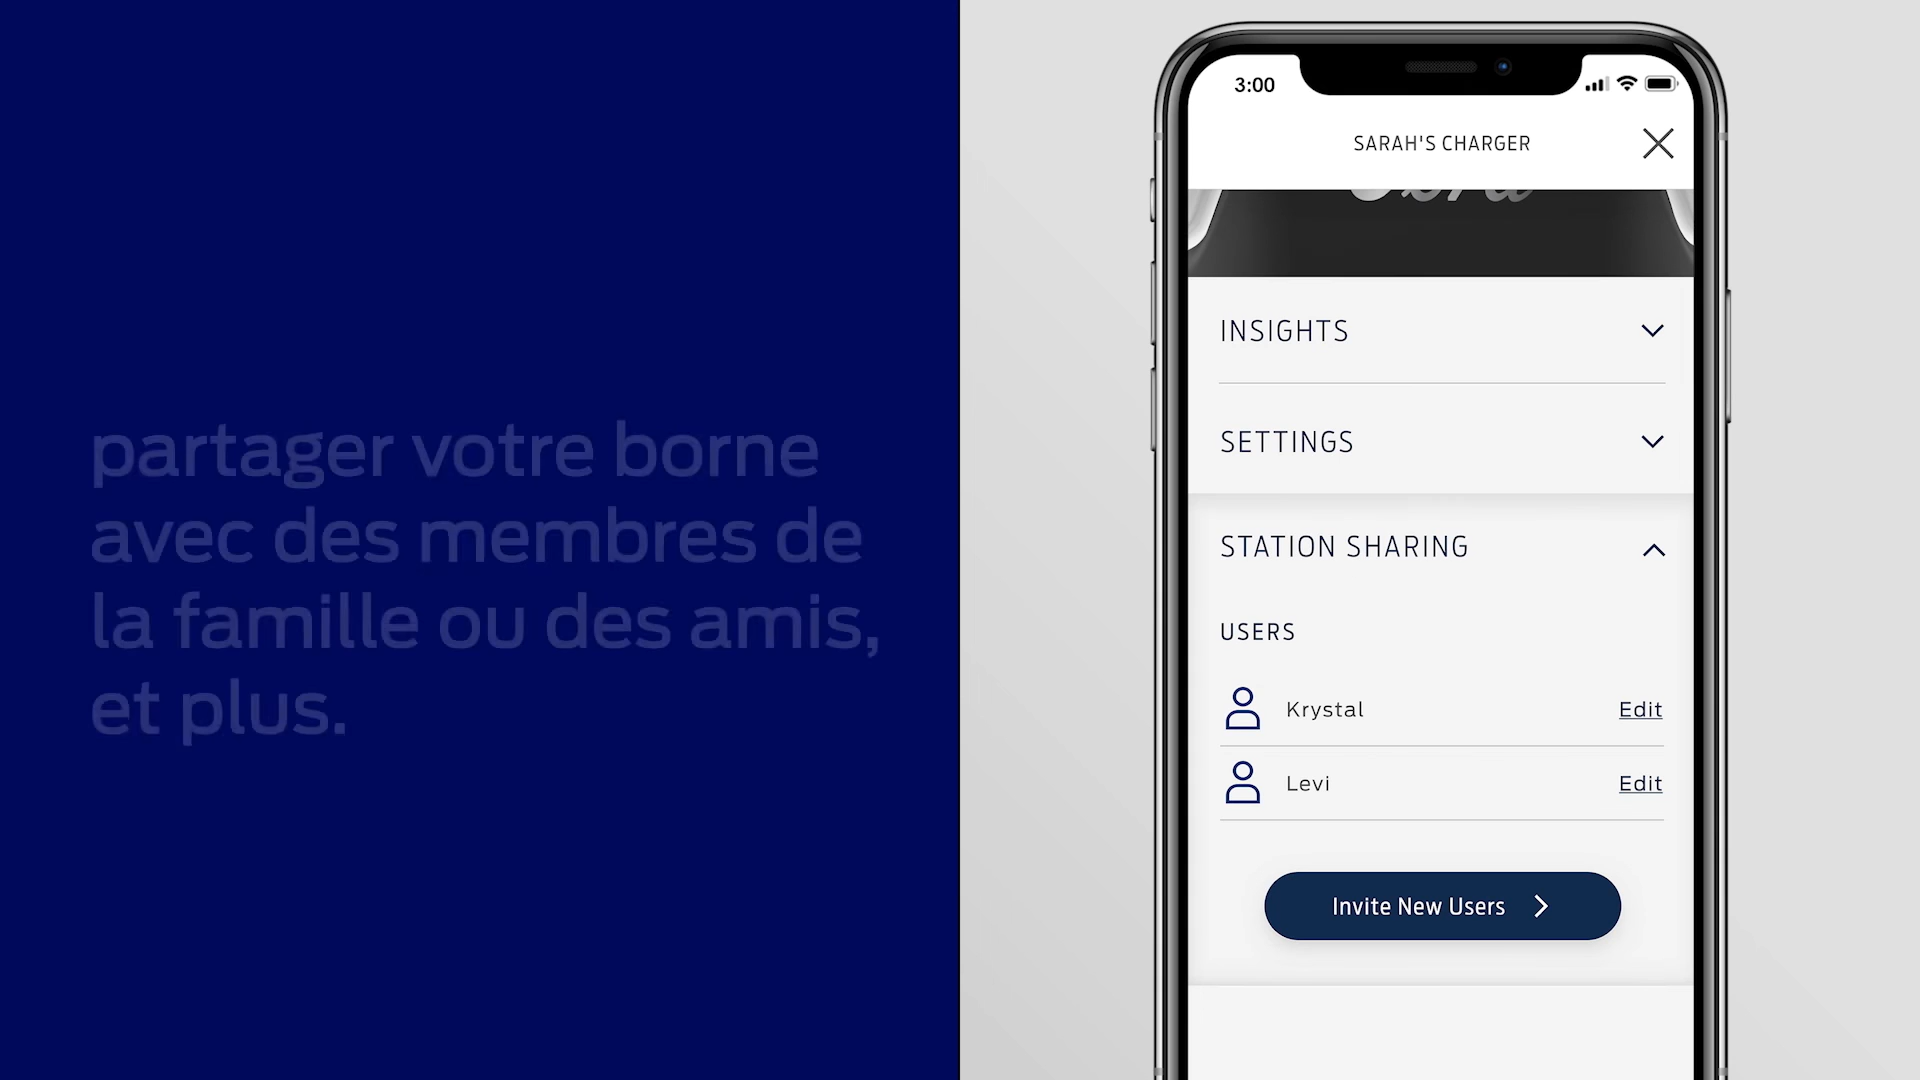 partager votre borne
avec des membres de
la famille ou des amis,
et plus.
3:00
SARAH'S CHARGER
INSIGHTS
SETTINGS
STATION SHARING
USERS
Krystal Edit
Levi Edit
Invite New Users